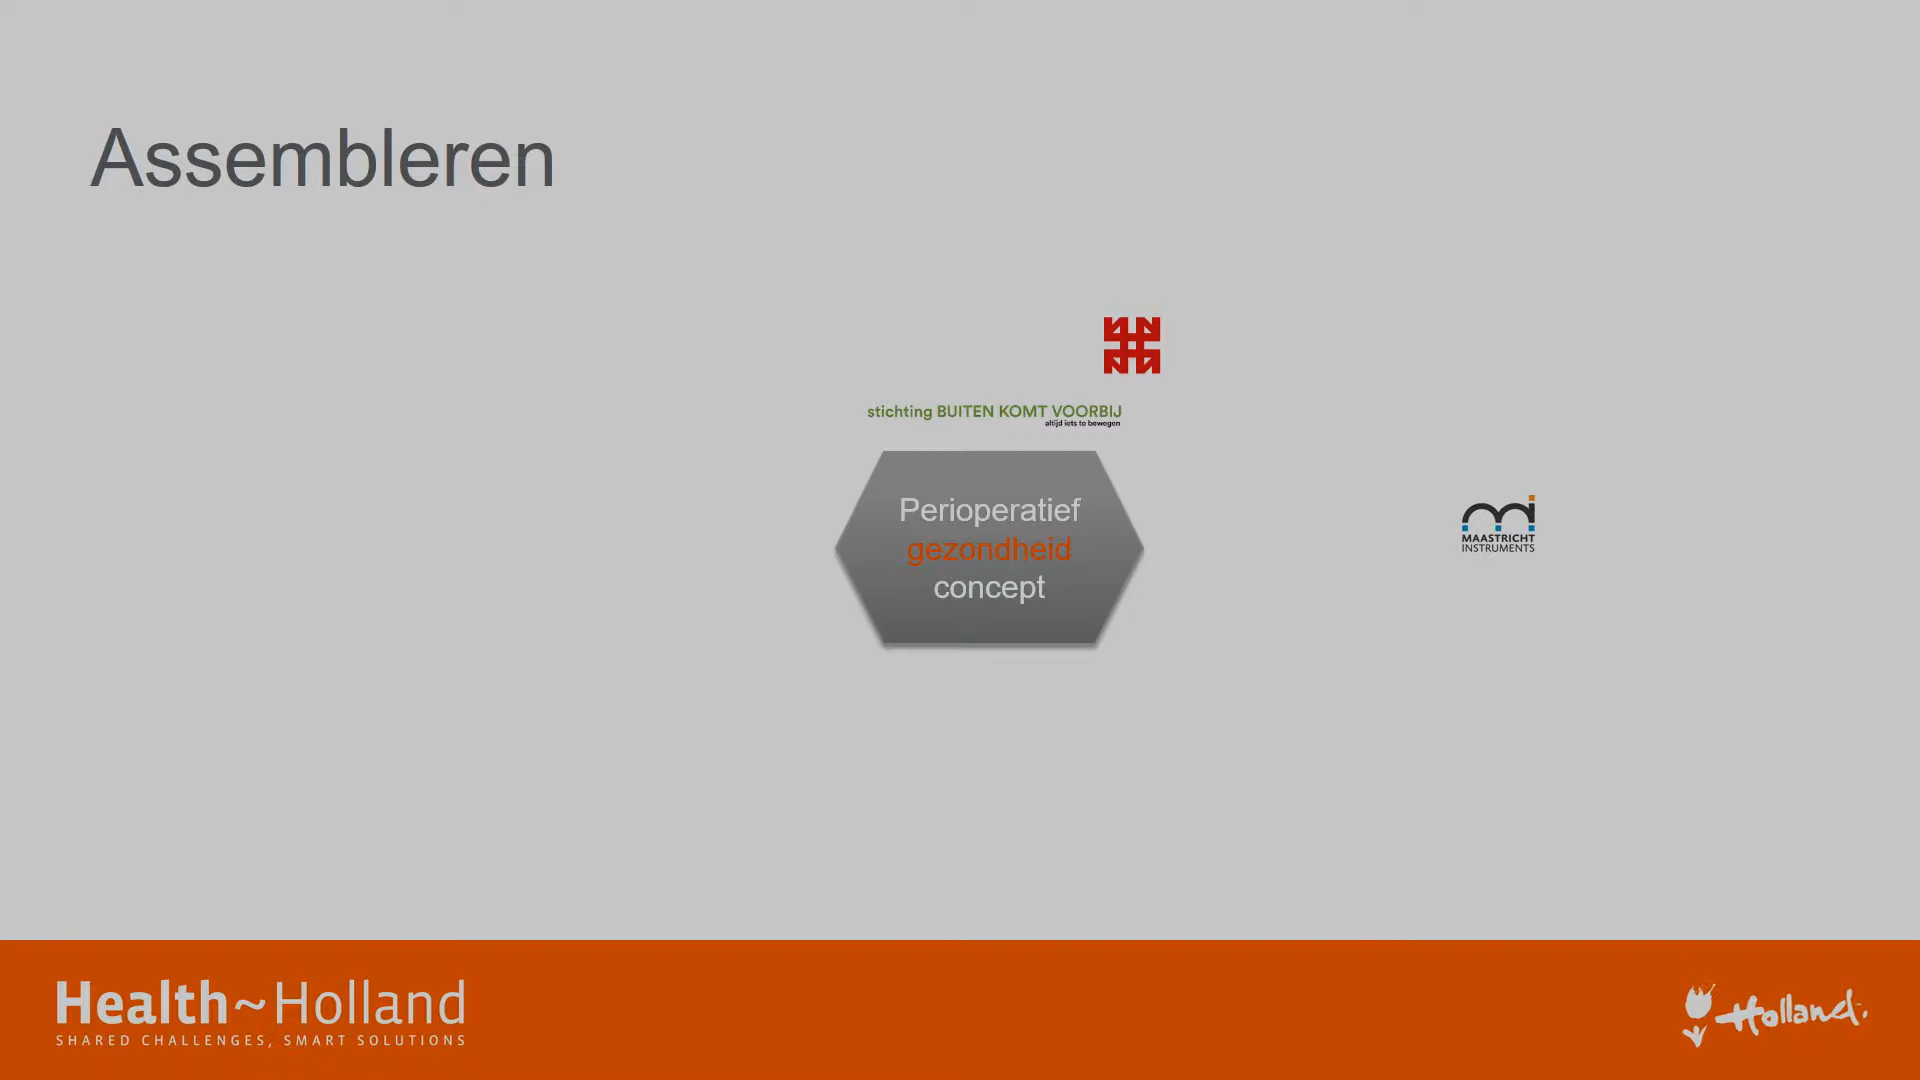 Assembleren
stichting BUITEN KOMT VOORBIJ
altijd iets te bewegen
Perioperatief
gezondheid
concept
MAASTRICHT
INSTRUMENTS
Health~Holland
SHARED CHALLENGES, SMART SOLUTIONS
Holland.